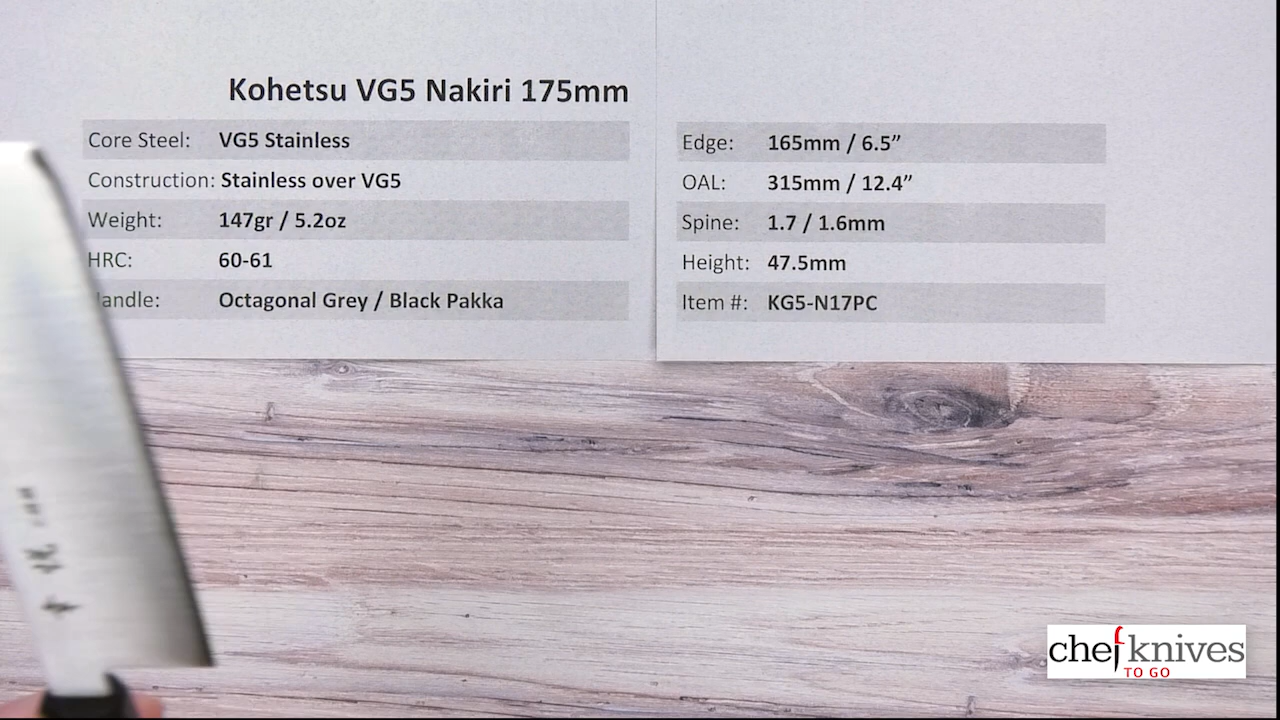 Kohetsu VG5 Nakiri 175mm
Core Steel: VG5 Stainless
Construction: Stainless over VG5
Weight: 147gr / 5.2oz
HRC: 60-61
andle: Octagonal Grey / Black Pakka
Edge: 165mm / 6.5”
OAL: 315mm / 12.4”
Spine: 1.7 / 1.6mm
Height: 47.5mm
Item #: KG5-N17PC
chefknives
TO GO